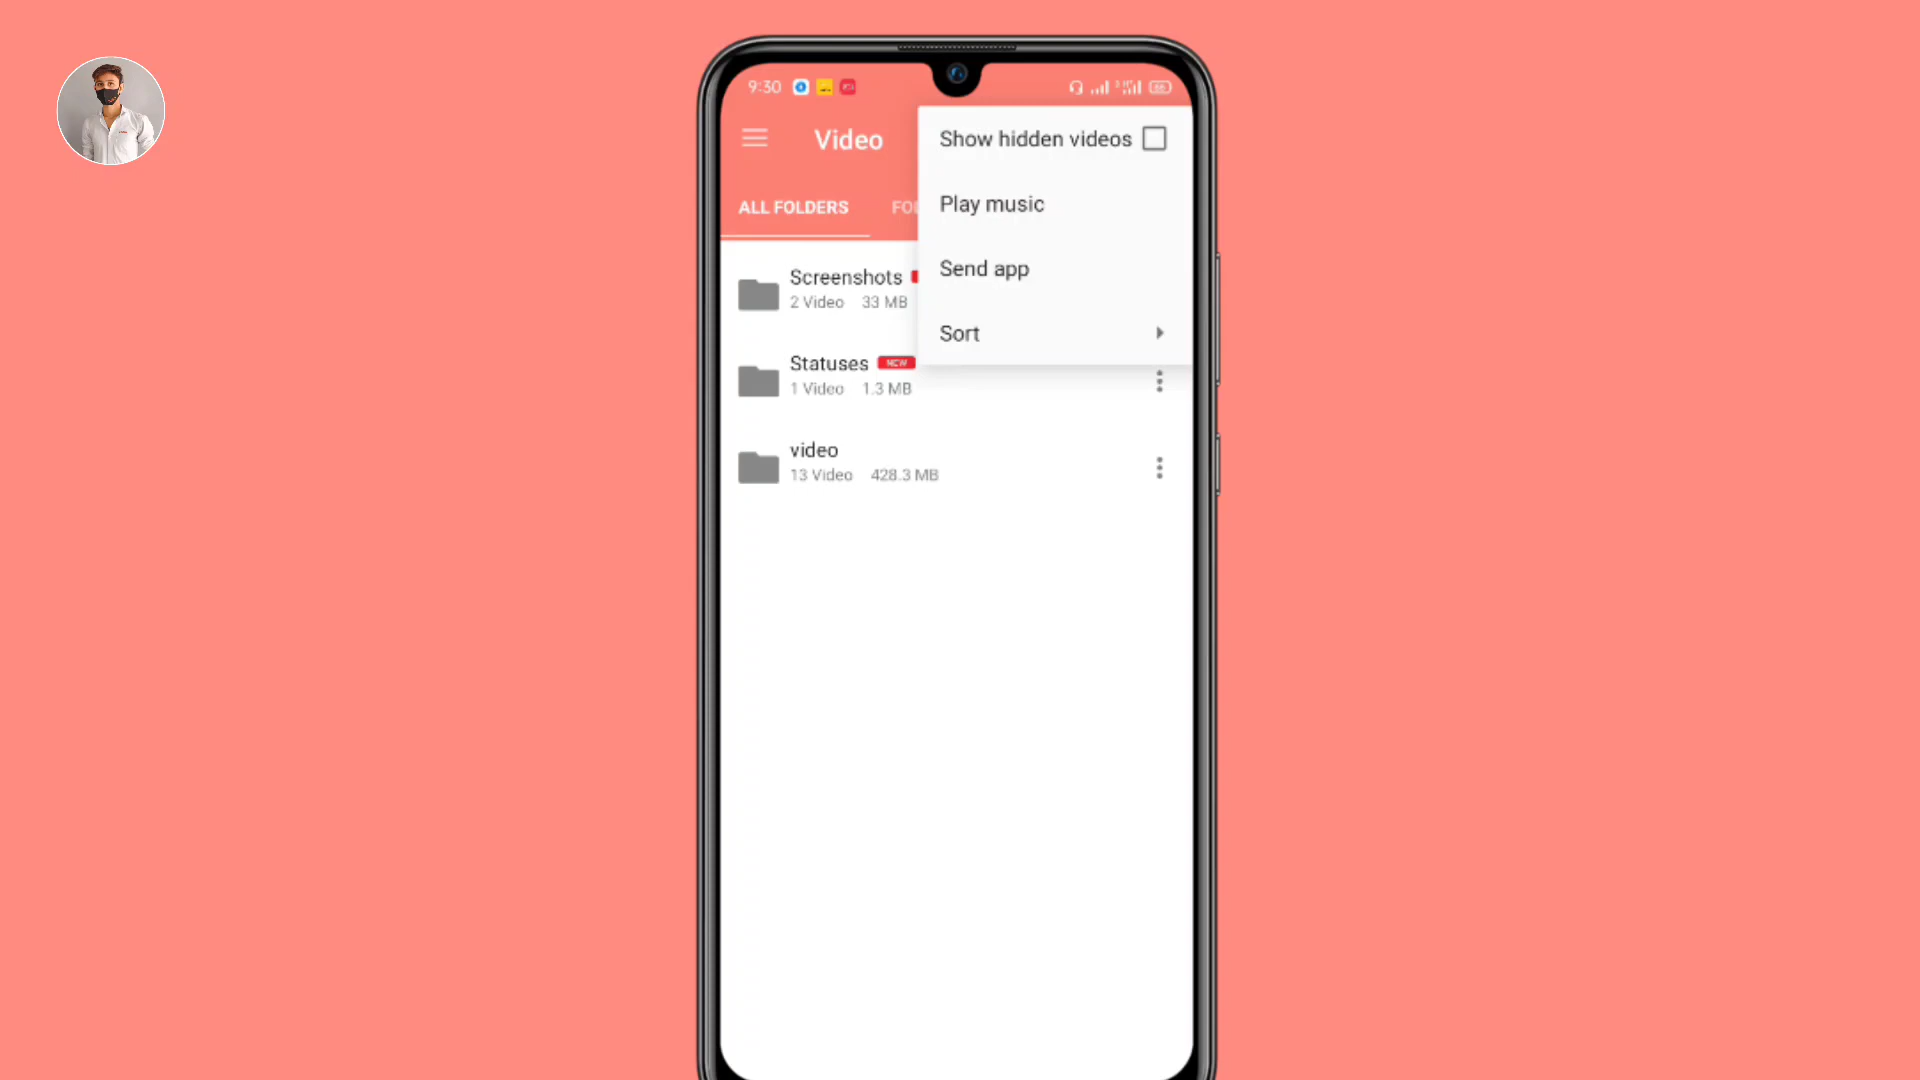 9:30
Video
Show hidden videos
Play music
Send app
Sort
ALL FOLDERS
Screenshots
2 Video 33 MB
Statuses NEW
1 Video 1.3 MB
video
13 Video 428.3 MB